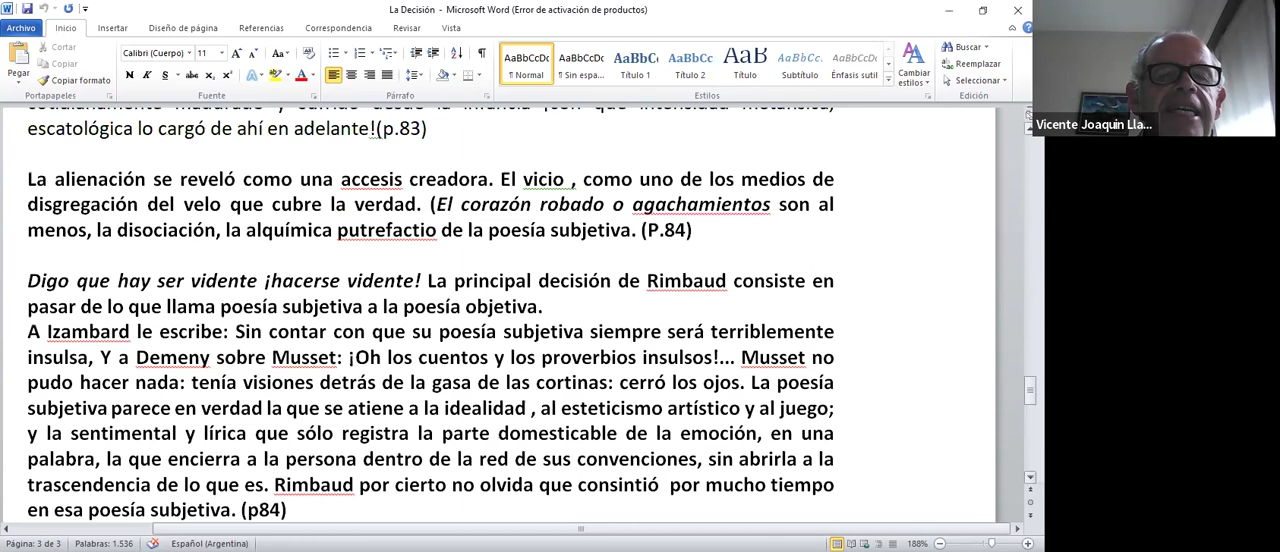 La Decisión - Microsoft Word (Error de activación de productos)
Archivo Inicio Insertar Diseño de página Referencias Correspondencia Revisar Vista
Pegar
Cortar
Copiar
Copiar formato
Portapapeles
Calibri (Cuerpo) 11
N K S abc x₂ x²
Fuente
Párrafo
AaBbCcDc AaBbCcDc AaBbC AaBbCc AaB AaBbCc. AaBbCcDc
¶ Normal ¶ Sin espa... Título 1 Título 2 Título Subtítulo Énfasis sutil
Cambiar estilos
Estilos
Buscar
Reemplazar
Seleccionar
Edición
Vicente Joaquin Lla...
escatológica lo cargó de ahí en adelante!(p.83)
La alienación se reveló como una accesis creadora. El vicio , como uno de los medios de
disgregación del velo que cubre la verdad. (El corazón robado o agachamientos son al
menos, la disociación, la alquímica putrefactio de la poesía subjetiva. (P.84)
Digo que hay ser vidente ¡hacerse vidente! La principal decisión de Rimbaud consiste en
pasar de lo que llama poesía subjetiva a la poesía objetiva.
A Izambard le escribe: Sin contar con que su poesía subjetiva siempre será terriblemente
insulsa, Y a Demeny sobre Musset: ¡Oh los cuentos y los proverbios insulsos!... Musset no
pudo hacer nada: tenía visiones detrás de la gasa de las cortinas: cerró los ojos. La poesía
subjetiva parece en verdad la que se atiene a la idealidad , al esteticismo artístico y al juego;
y la sentimental y lírica que sólo registra la parte domesticable de la emoción, en una
palabra, la que encierra a la persona dentro de la red de sus convenciones, sin abrirla a la
trascendencia de lo que es. Rimbaud por cierto no olvida que consintió por mucho tiempo
en esa poesía subjetiva. (p84)
Página: 3 de 3 Palabras: 1.536 Español (Argentina) 188%